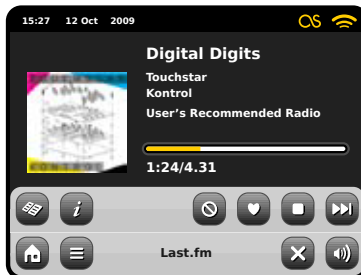 15:27 12 Oct 2009
Digital Digits
Touchstar
Kontrol
User's Recommended Radio
1:24/4.31
Last.fm